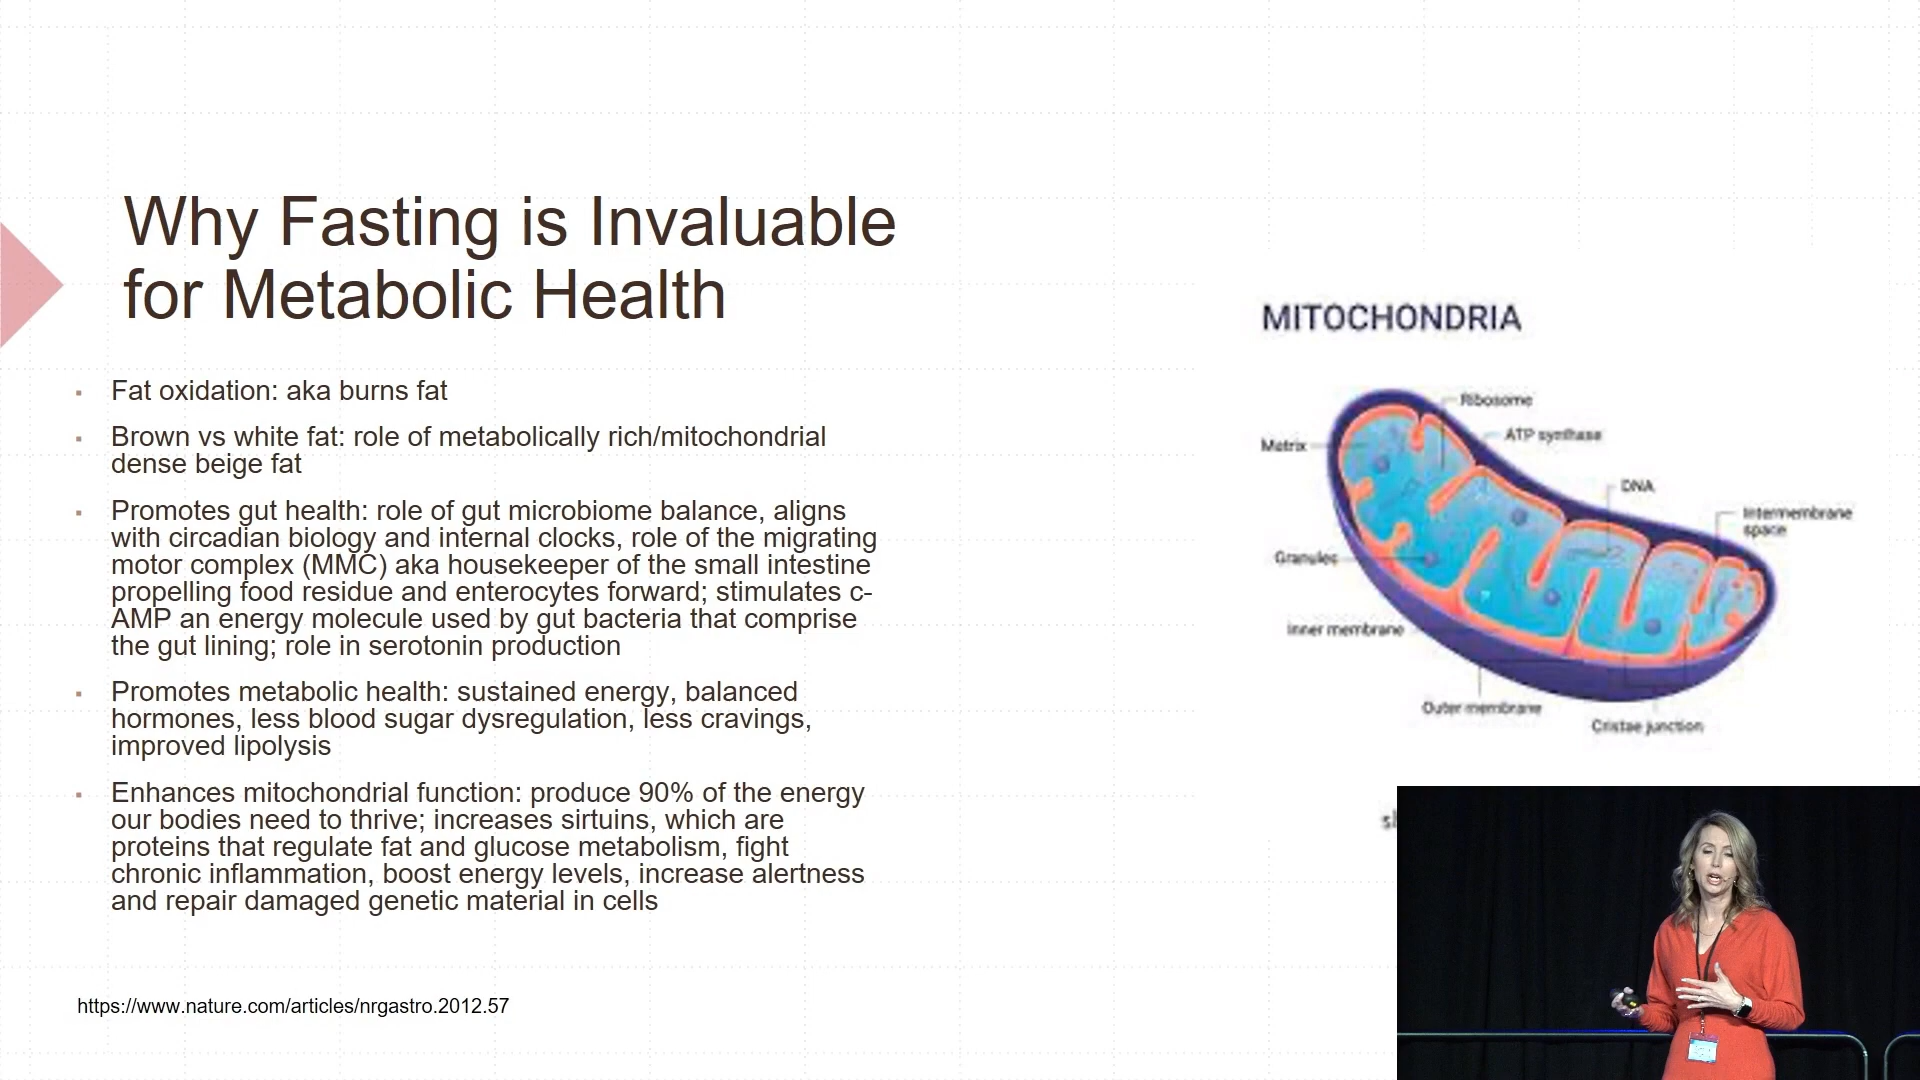 Why Fasting is Invaluable
for Metabolic Health
▪ Fat oxidation: aka burns fat
▪ Brown vs white fat: role of metabolically rich/mitochondrial
dense beige fat
▪ Promotes gut health: role of gut microbiome balance, aligns
with circadian biology and internal clocks, role of the migrating
motor complex (MMC) aka housekeeper of the small intestine
propelling food residue and enterocytes forward; stimulates c-
AMP an energy molecule used by gut bacteria that comprise
the gut lining; role in serotonin production
▪ Promotes metabolic health: sustained energy, balanced
hormones, less blood sugar dysregulation, less cravings,
improved lipolysis
▪ Enhances mitochondrial function: produce 90% of the energy
our bodies need to thrive; increases sirtuins, which are
proteins that regulate fat and glucose metabolism, fight
chronic inflammation, boost energy levels, increase alertness
and repair damaged genetic material in cells
https://www.nature.com/articles/nrgastro.2012.57
MITOCHONDRIA
Ribosome
ATP synthase
Matrix
DNA
Intermembrane
space
Granules
Inner membrane
Outer membrane
Cristae junction